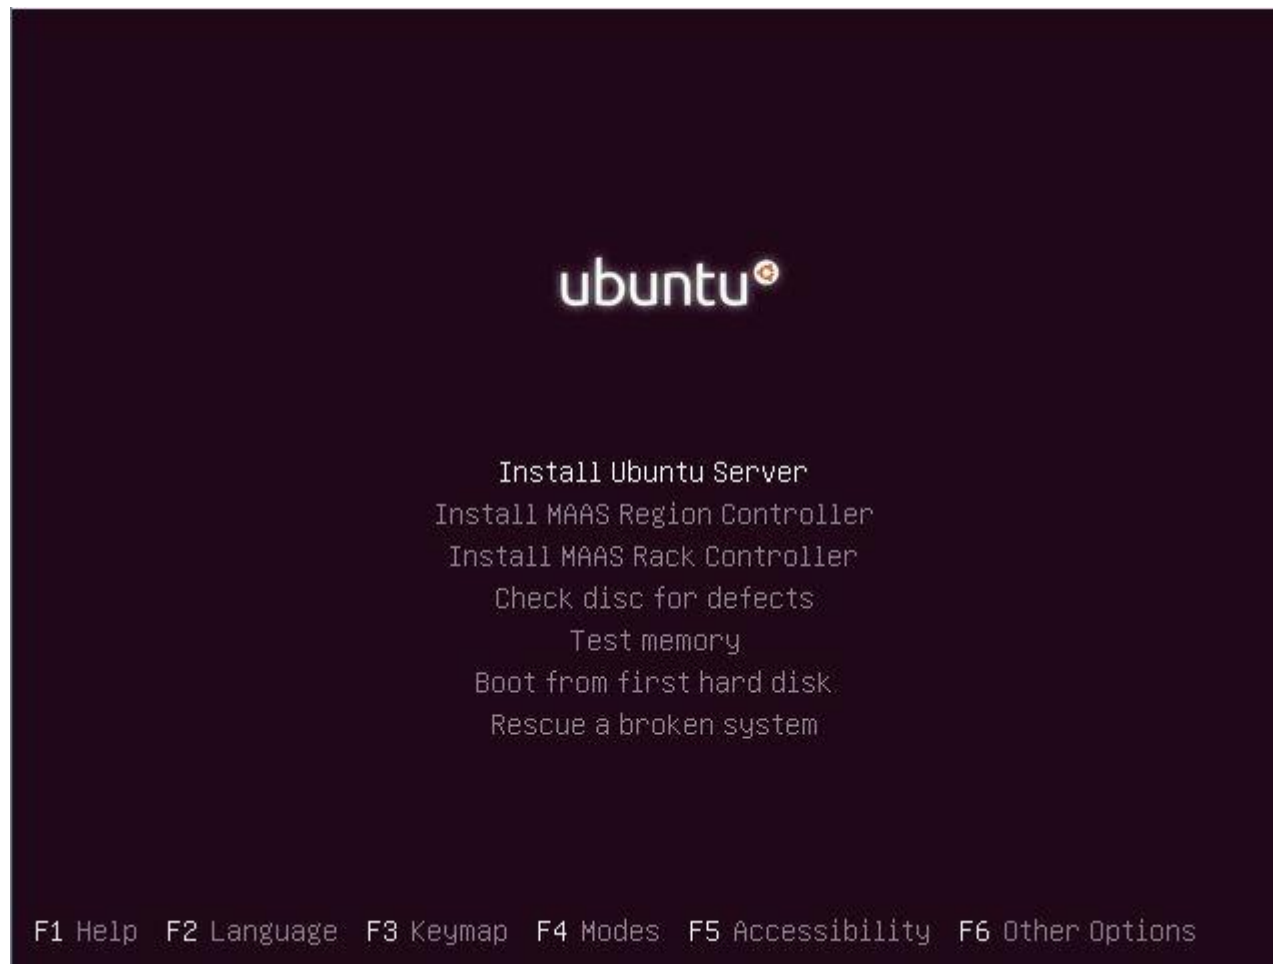 ubuntu
Install Ubuntu Server
Install MAAS Region Controller
Install MAAS Rack Controller
Check disc for defects
Test memory
Boot from first hard disk
Rescue a broken system
F1 Help F2 Language F3 Keymap F4 Modes F5 Accessibility F6 Other Options